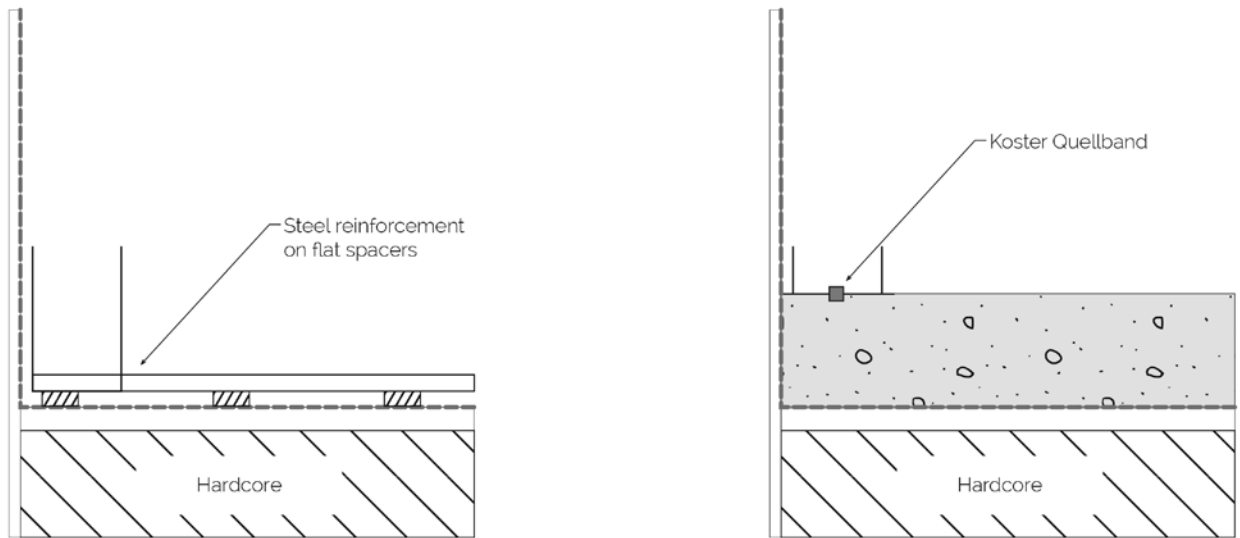 Koster Quellband
Steel reinforcement
on flat spacers
Hardcore
Hardcore